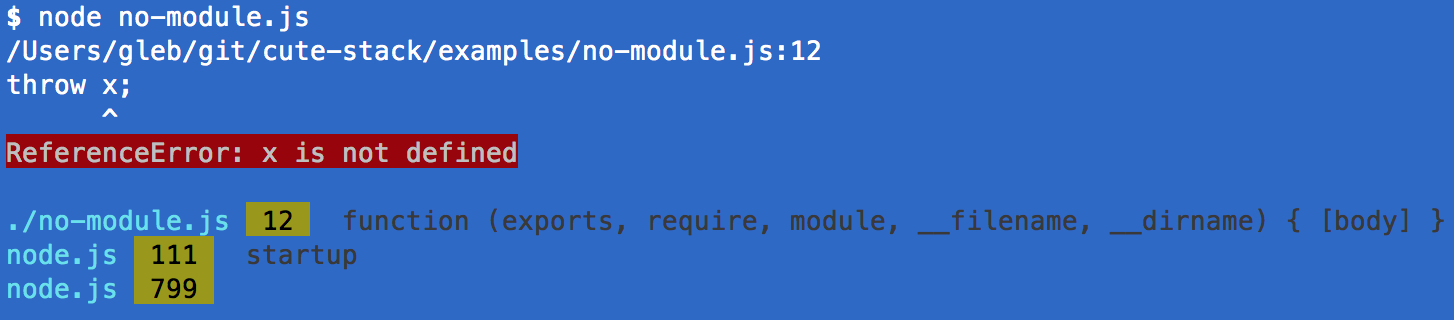 $ node no-module.js
/Users/gleb/git/cute-stack/examples/no-module.js:12
throw x;
^
ReferenceError: x is not defined
./no-module.js 12 function (exports, require, module, __filename, __dirname) { [body] }
node.js 111 startup
node.js 799